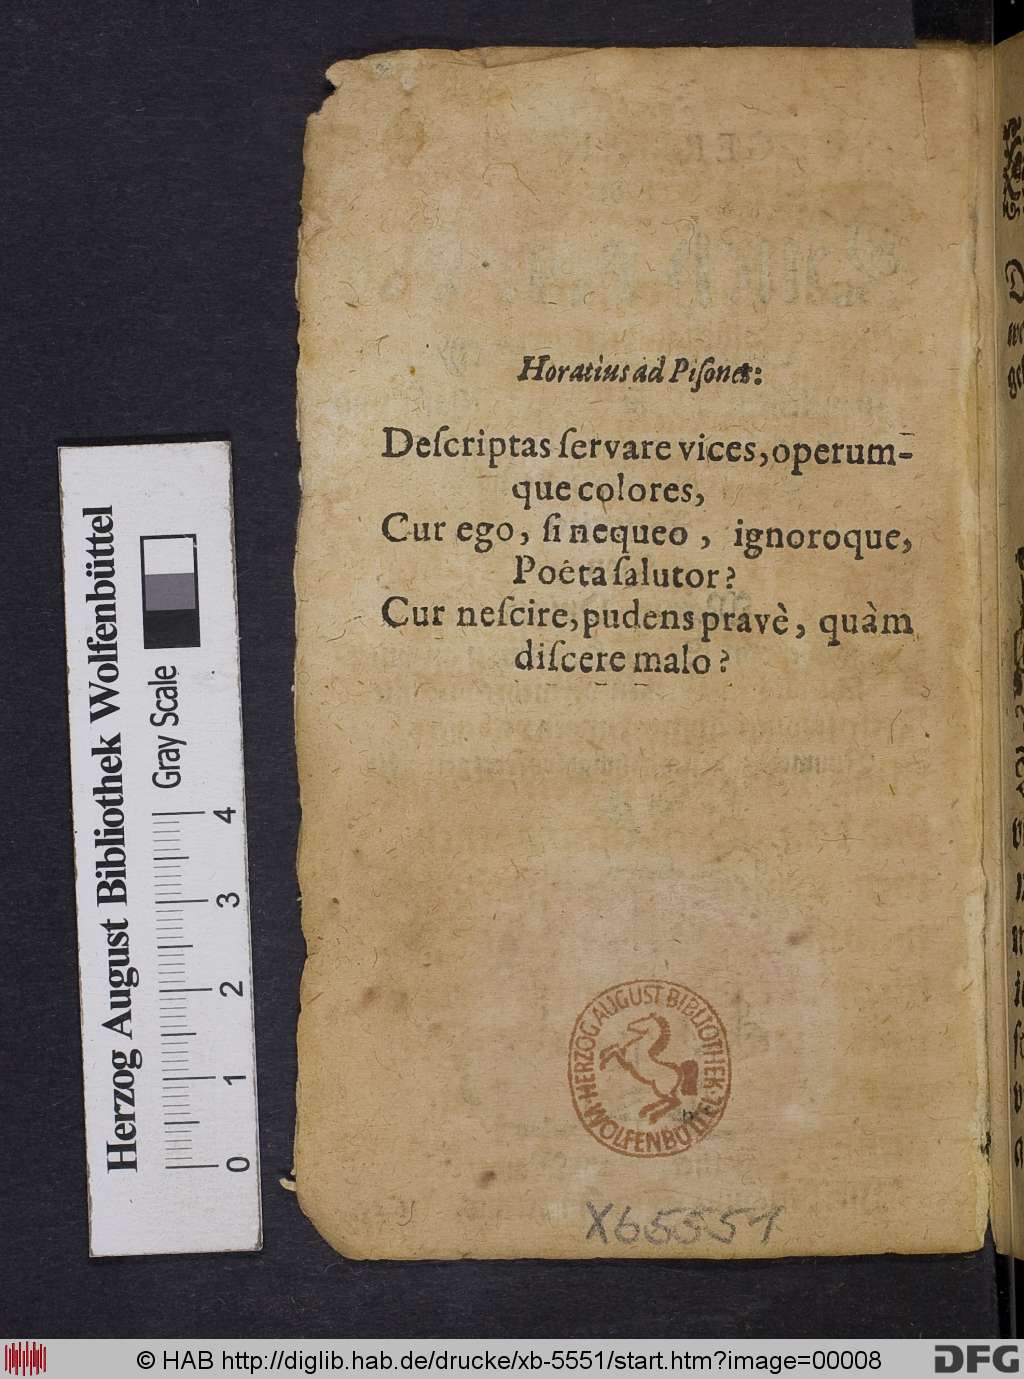 Horatius ad Piſones:
Deſcriptas ſervare vices, operum-
que colores,
Cur ego, ſi nequeo, ignoroque,
Poëta ſalutor?
Cur neſcire, pudens pravè, quàm
diſcere malo?
HERZOG AUGUST BIBLIOTHEK
WOLFENBÜTTEL
Xb 5551
Herzog August Bibliothek Wolfenbüttel
Gray Scale
0 1 2 3 4
© HAB http://diglib.hab.de/drucke/xb-5551/start.htm?image=00008
DFG